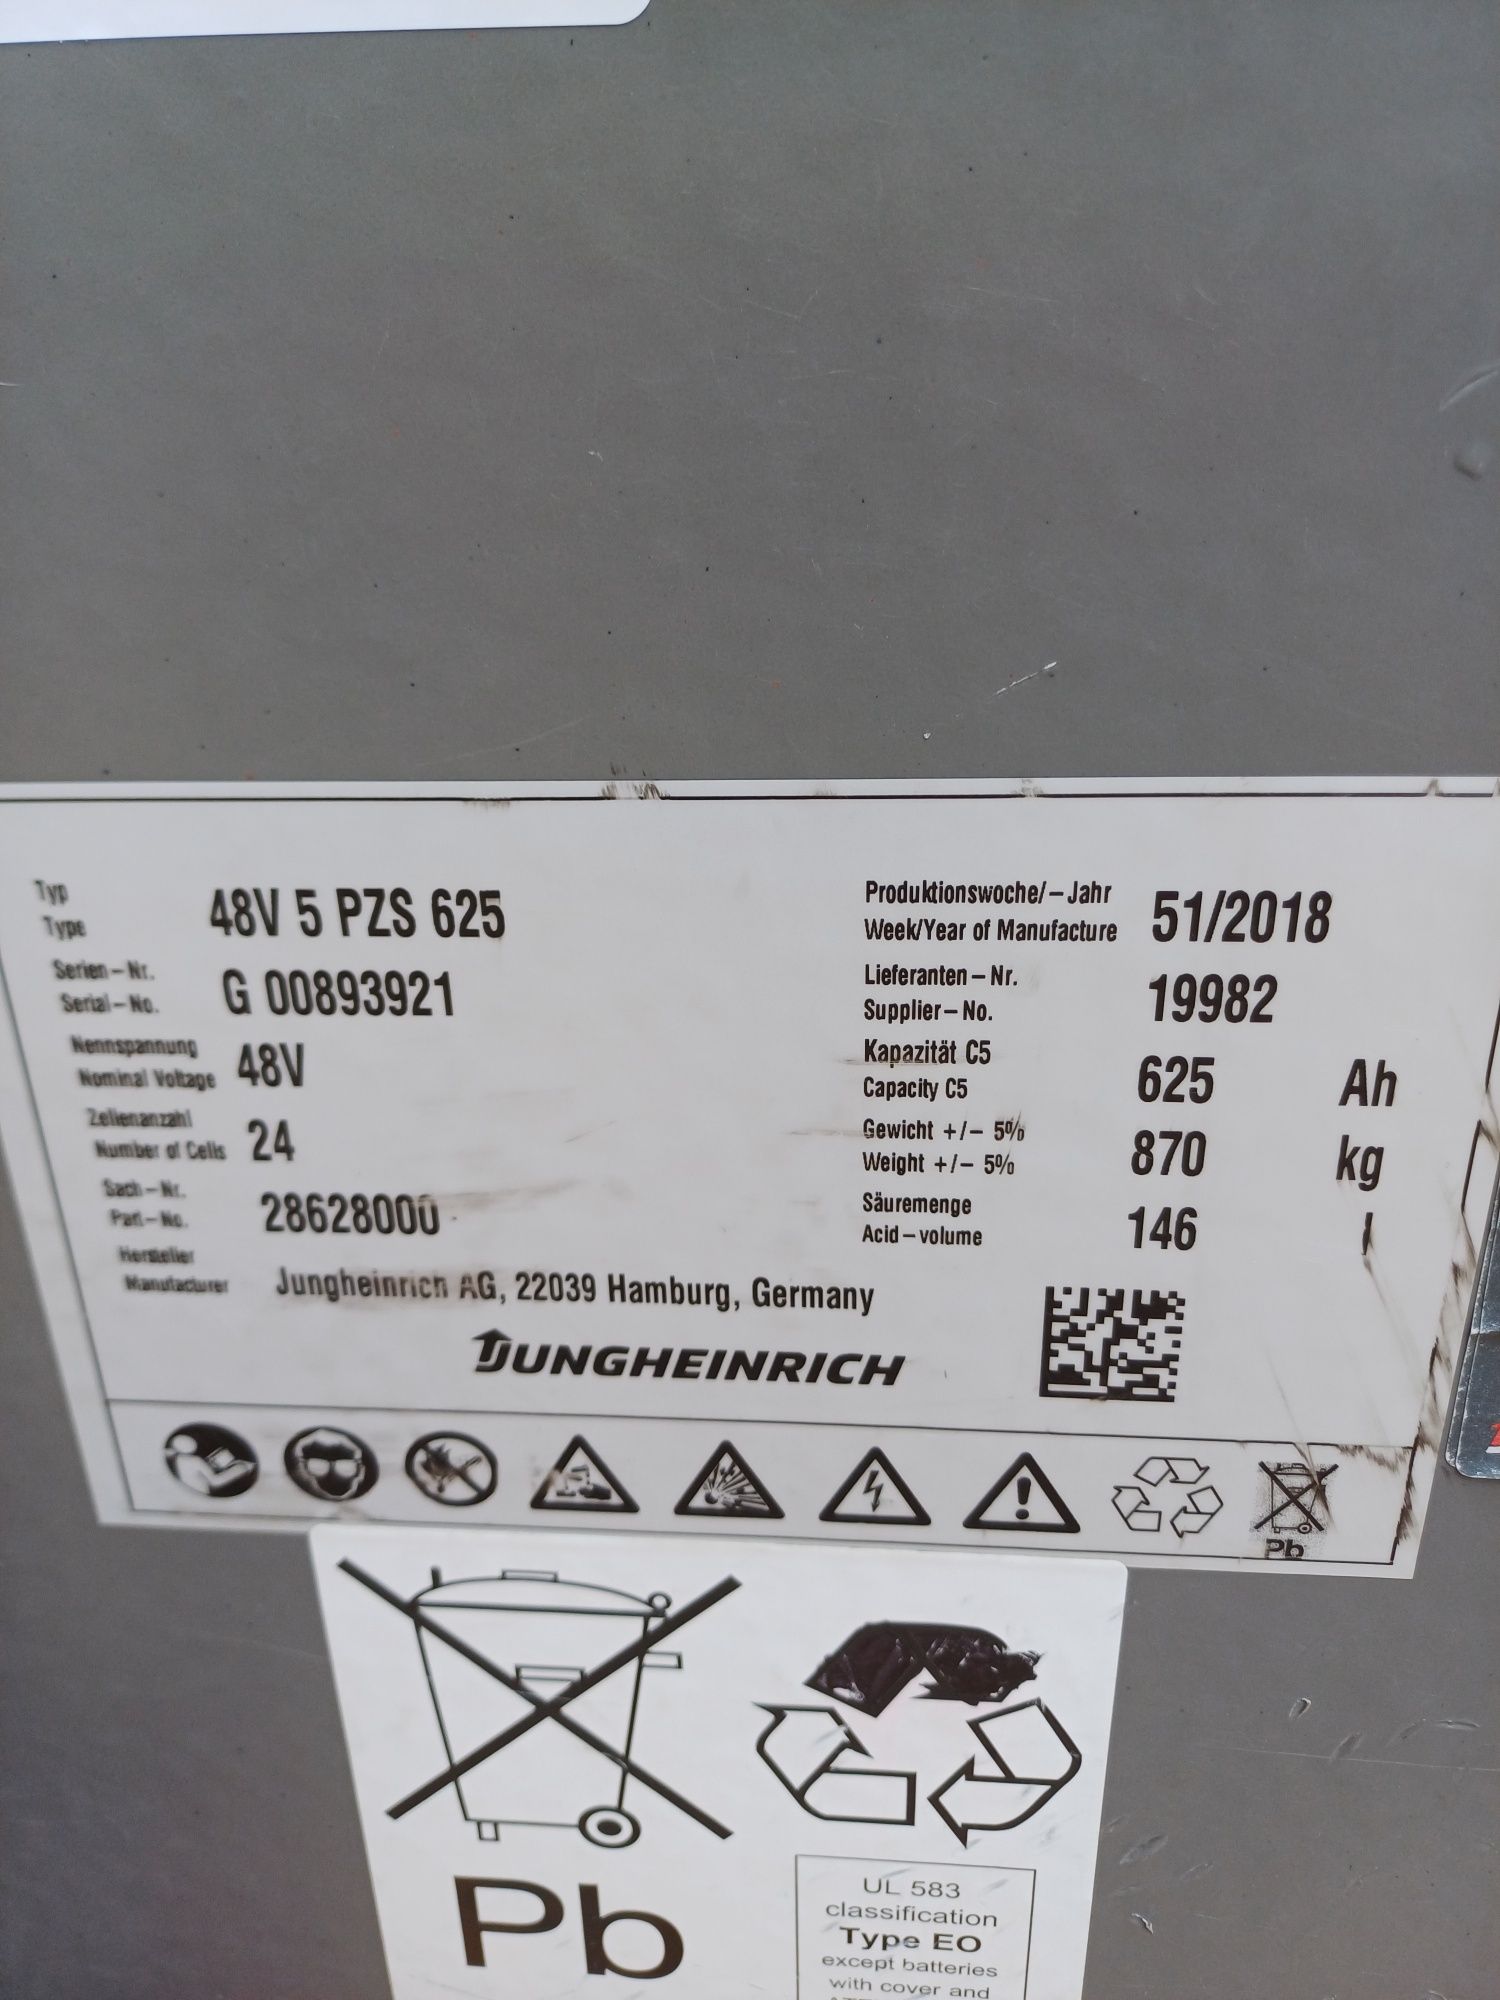 Typ
Type
48V 5 PZS 625
Serien–Nr.
Serial–No.
G 00893921
Nennspannung
Nominal Voltage
48V
Zellenanzahl
Number of Cells
24
Sach–Nr.
Part–No.
28628000
Hersteller
Manufacturer
Jungheinrich AG, 22039 Hamburg, Germany
Produktionswoche/–Jahr
Week/Year of Manufacture
51/2018
Lieferanten–Nr.
Supplier–No.
19982
Kapazität C5
Capacity C5
625 Ah
Gewicht +/– 5%
Weight +/– 5%
870 kg
Säuremenge
Acid–volume
146 l
JUNGHEINRICH
Pb
Pb
UL 583
classification
Type EO
except batteries
with cover and